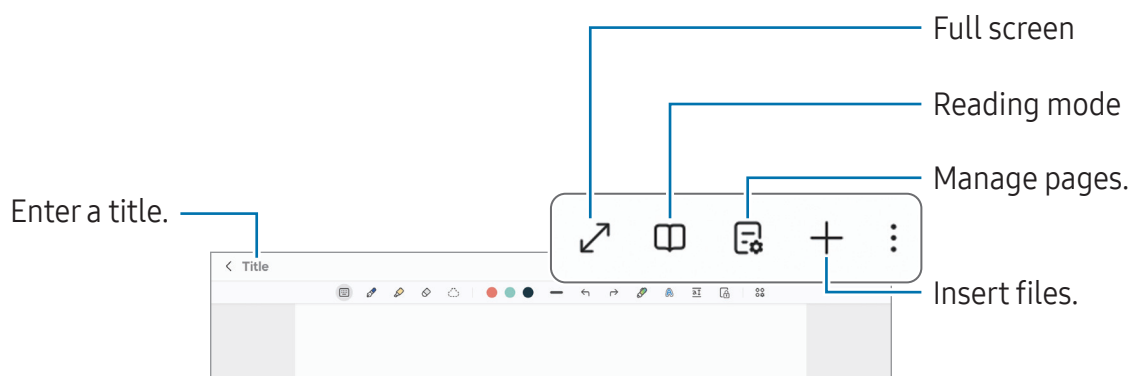 Full screen
Reading mode
Manage pages.
Enter a title.
Title
Insert files.